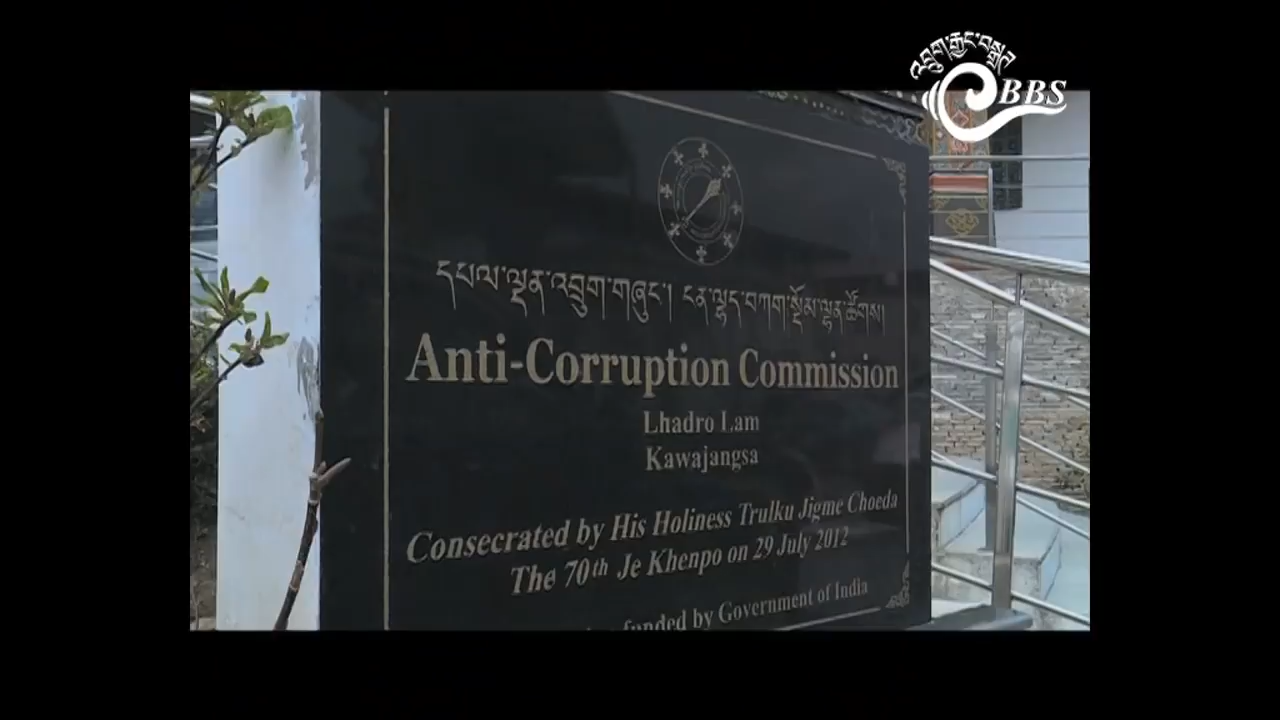 འབྲུག་རྒྱང་བསྒྲགས
BBS
དཔལ་ལྡན་འབྲུག་གཞུང་། ངན་ལྷད་བཀག་སྡོམ་ལྷན་ཚོགས།
Anti-Corruption Commission
Lhadro Lam
Kawajangsa
Consecrated by His Holiness Trulku Jigme Choeda
The 70th Je Khenpo on 29 July 2012
funded by Government of India